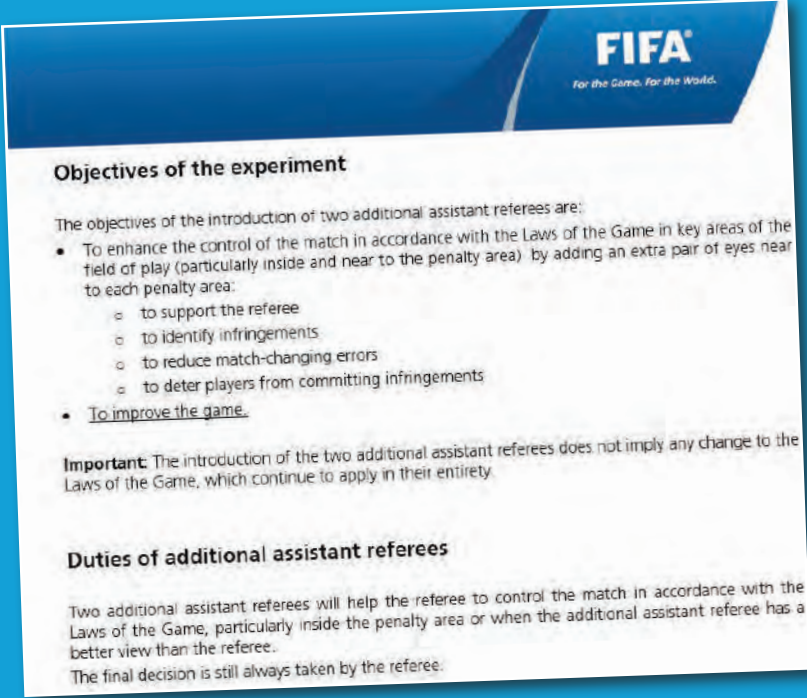 FIFA®
For the Game. For the World.
Objectives of the experiment
The objectives of the introduction of two additional assistant referees are:
• To enhance the control of the match in accordance with the Laws of the Game in key areas of the
field of play (particularly inside and near to the penalty area) by adding an extra pair of eyes near
to each penalty area:
o to support the referee
o to identify infringements
o to reduce match-changing errors
o to deter players from committing infringements
• To improve the game.
Important: The introduction of the two additional assistant referees does not imply any change to the
Laws of the Game, which continue to apply in their entirety.
Duties of additional assistant referees
Two additional assistant referees will help the referee to control the match in accordance with the
Laws of the Game, particularly inside the penalty area or when the additional assistant referee has a
better view than the referee.
The final decision is still always taken by the referee.